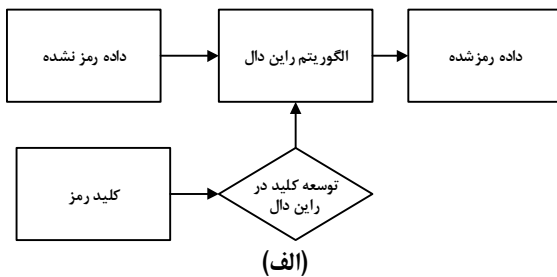 داده رمز نشده
الگوریتم راین دال
داده رمزشده
کلید رمز
توسعه کلید در
راین دال
(الف)